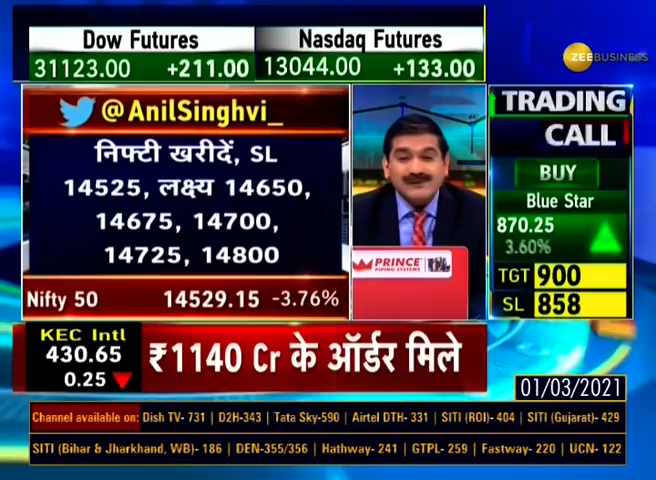 Dow Futures
31123.00 +211.00
Nasdaq Futures
13044.00 +133.00
ZEEBUSINESS
@AnilSinghvi_
निफ्टी खरीदें, SL
14525, लक्ष्य 14650,
14675, 14700,
14725, 14800
Nifty 50 14529.15 -3.76%
PRINCE
PIPING SYSTEMS
TRADING
CALL
BUY
Blue Star
870.25
3.60%
TGT 900
SL 858
KEC Intl
430.65
0.25
₹1140 Cr के ऑर्डर मिले
01/03/2021
Channel available on: Dish TV- 731 | D2H-343 | Tata Sky-590 | Airtel DTH- 331 | SITI (ROI)- 404 | SITI (Gujarat)- 429
SITI (Bihar & Jharkhand, WB)- 186 | DEN-355/356 | Hathway- 241 | GTPL- 259 | Fastway- 220 | UCN- 122